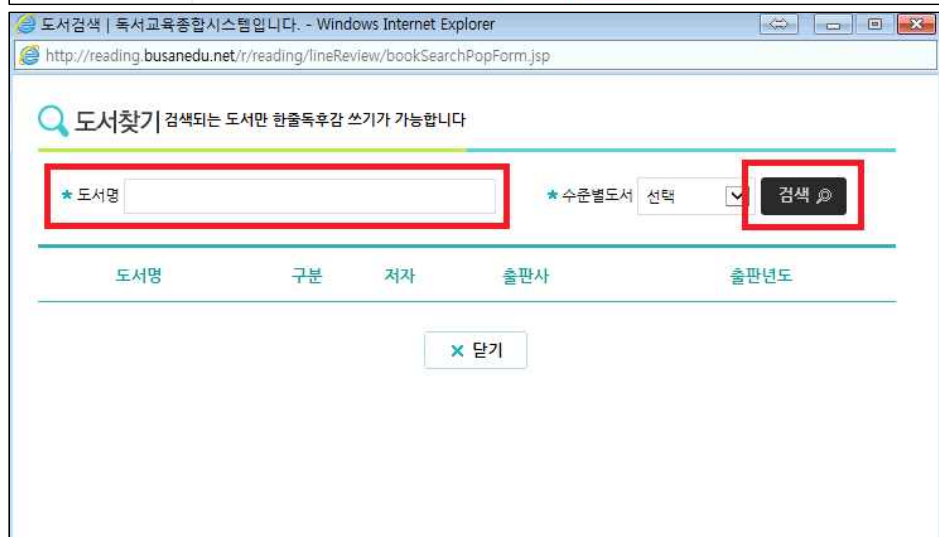 도서검색 | 독서교육종합시스템입니다. - Windows Internet Explorer
http://reading.busanedu.net/r/reading/lineReview/bookSearchPopForm.jsp
도서찾기 검색되는 도서만 한줄독후감 쓰기가 가능합니다
* 도서명 * 수준별도서 선택 검색
도서명 구분 저자 출판사 출판년도
× 닫기